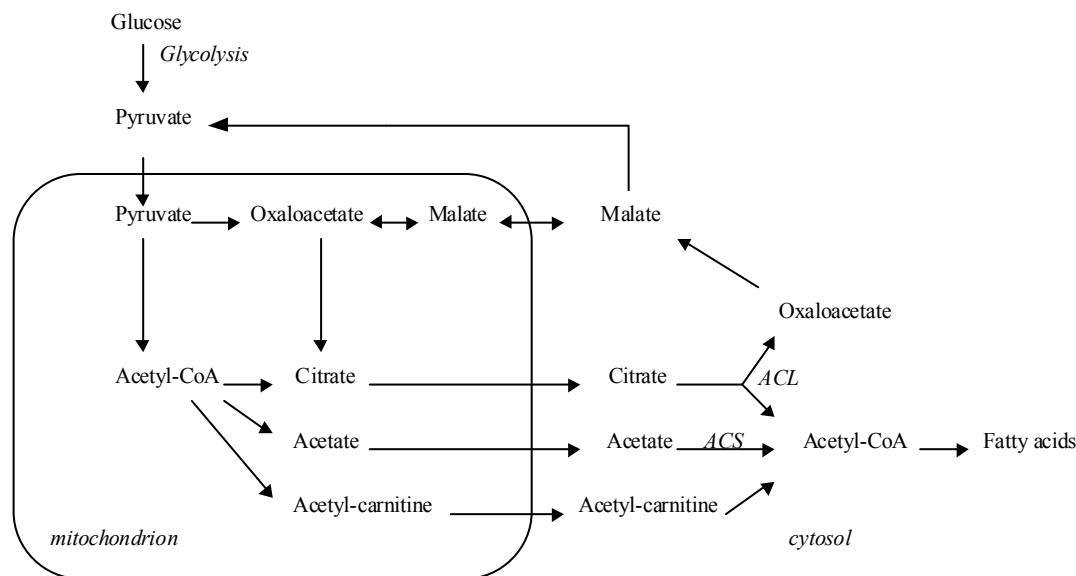 Glucose
Glycolysis
Pyruvate
Pyruvate Oxaloacetate Malate Malate
Oxaloacetate
Acetyl-CoA Citrate Citrate ACL
Acetate Acetate ACS Acetyl-CoA Fatty acids
Acetyl-carnitine Acetyl-carnitine
mitochondrion cytosol